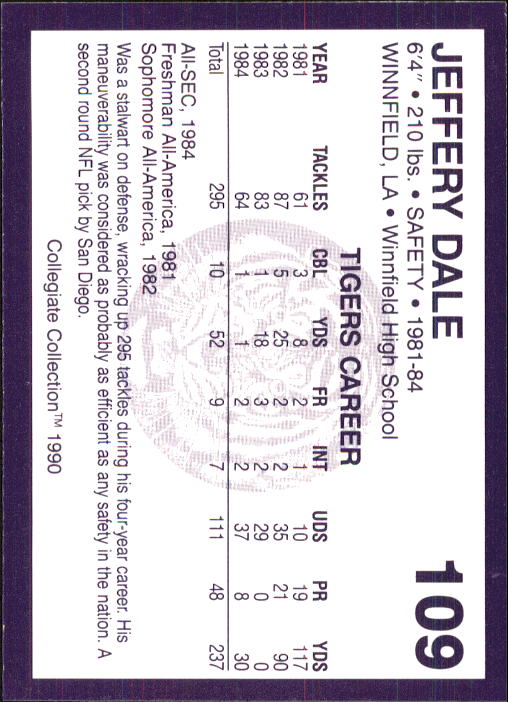 JEFFERY DALE 109
6'4" • 210 lbs. • SAFETY • 1981-84
WINNFIELD, LA • Winnfield High School
TIGERS CAREER
YEAR TACKLES CBL YDS FR INT UDS PR YDS
1981 61 3 8 2 1 10 19 117
1982 87 5 25 2 2 35 21 90
1983 83 1 18 3 2 29 0 0
1984 64 1 1 2 2 37 8 30
Total 295 10 52 9 7 111 48 237
All-SEC, 1984
Freshman All-America, 1981
Sophomore All-America, 1982
Was a stalwart on defense, wracking up 295 tackles during his four-year career. His
maneuverability was considered as probably as efficient as any safety in the nation. A
second round NFL pick by San Diego.
Collegiate Collection™ 1990